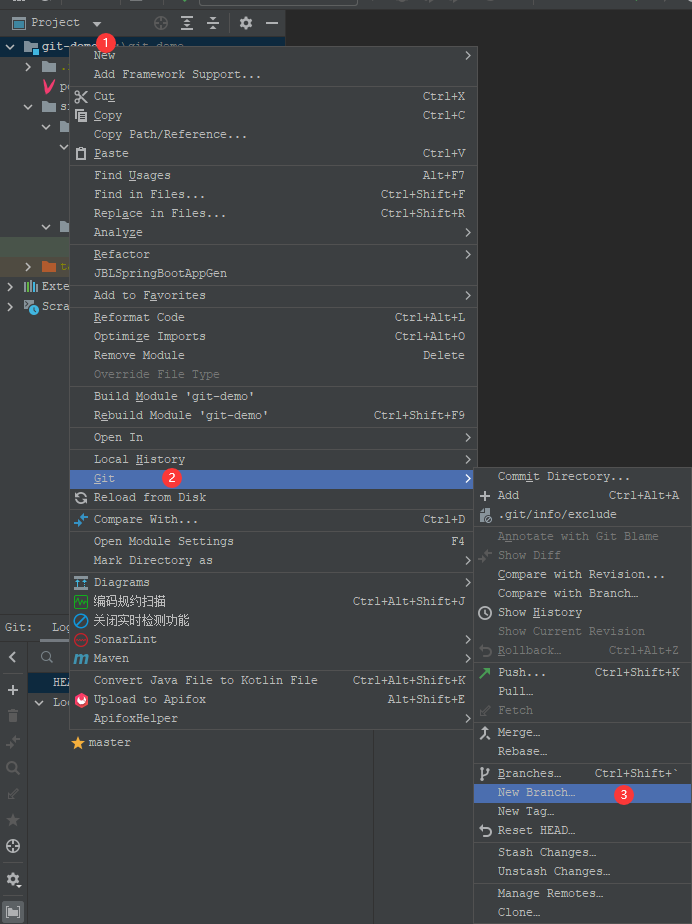 Project
1
git-demo
New
Add Framework Support...
Cut Ctrl+X
Copy Ctrl+C
Copy Path/Reference...
Paste Ctrl+V
Find Usages Alt+F7
Find in Files... Ctrl+Shift+F
Replace in Files... Ctrl+Shift+R
Analyze
Refactor
JBLSpringBootAppGen
Add to Favorites
Reformat Code Ctrl+Alt+L
Optimize Imports Ctrl+Alt+O
Remove Module Delete
Override File Type
Build Module 'git-demo'
Rebuild Module 'git-demo' Ctrl+Shift+F9
Open In
Local History
Git 2
Reload from Disk
Compare With... Ctrl+D
Open Module Settings F4
Mark Directory as
Diagrams
编码规约扫描 Ctrl+Alt+Shift+J
关闭实时检测功能
SonarLint
Maven
Convert Java File to Kotlin File Ctrl+Alt+Shift+K
Upload to Apifox Alt+Shift+E
ApifoxHelper
Commit Directory...
Add Ctrl+Alt+A
.git/info/exclude
Annotate with Git Blame
Show Diff
Compare with Revision...
Compare with Branch…
Show History
Show Current Revision
Rollback… Ctrl+Alt+Z
Push... Ctrl+Shift+K
Pull…
Fetch
Merge…
Rebase…
Branches… Ctrl+Shift+`
New Branch… 3
New Tag…
Reset HEAD…
Stash Changes…
Unstash Changes…
Manage Remotes…
Clone…
Exte
Scra
Git:
Lo
HE
Lo
master